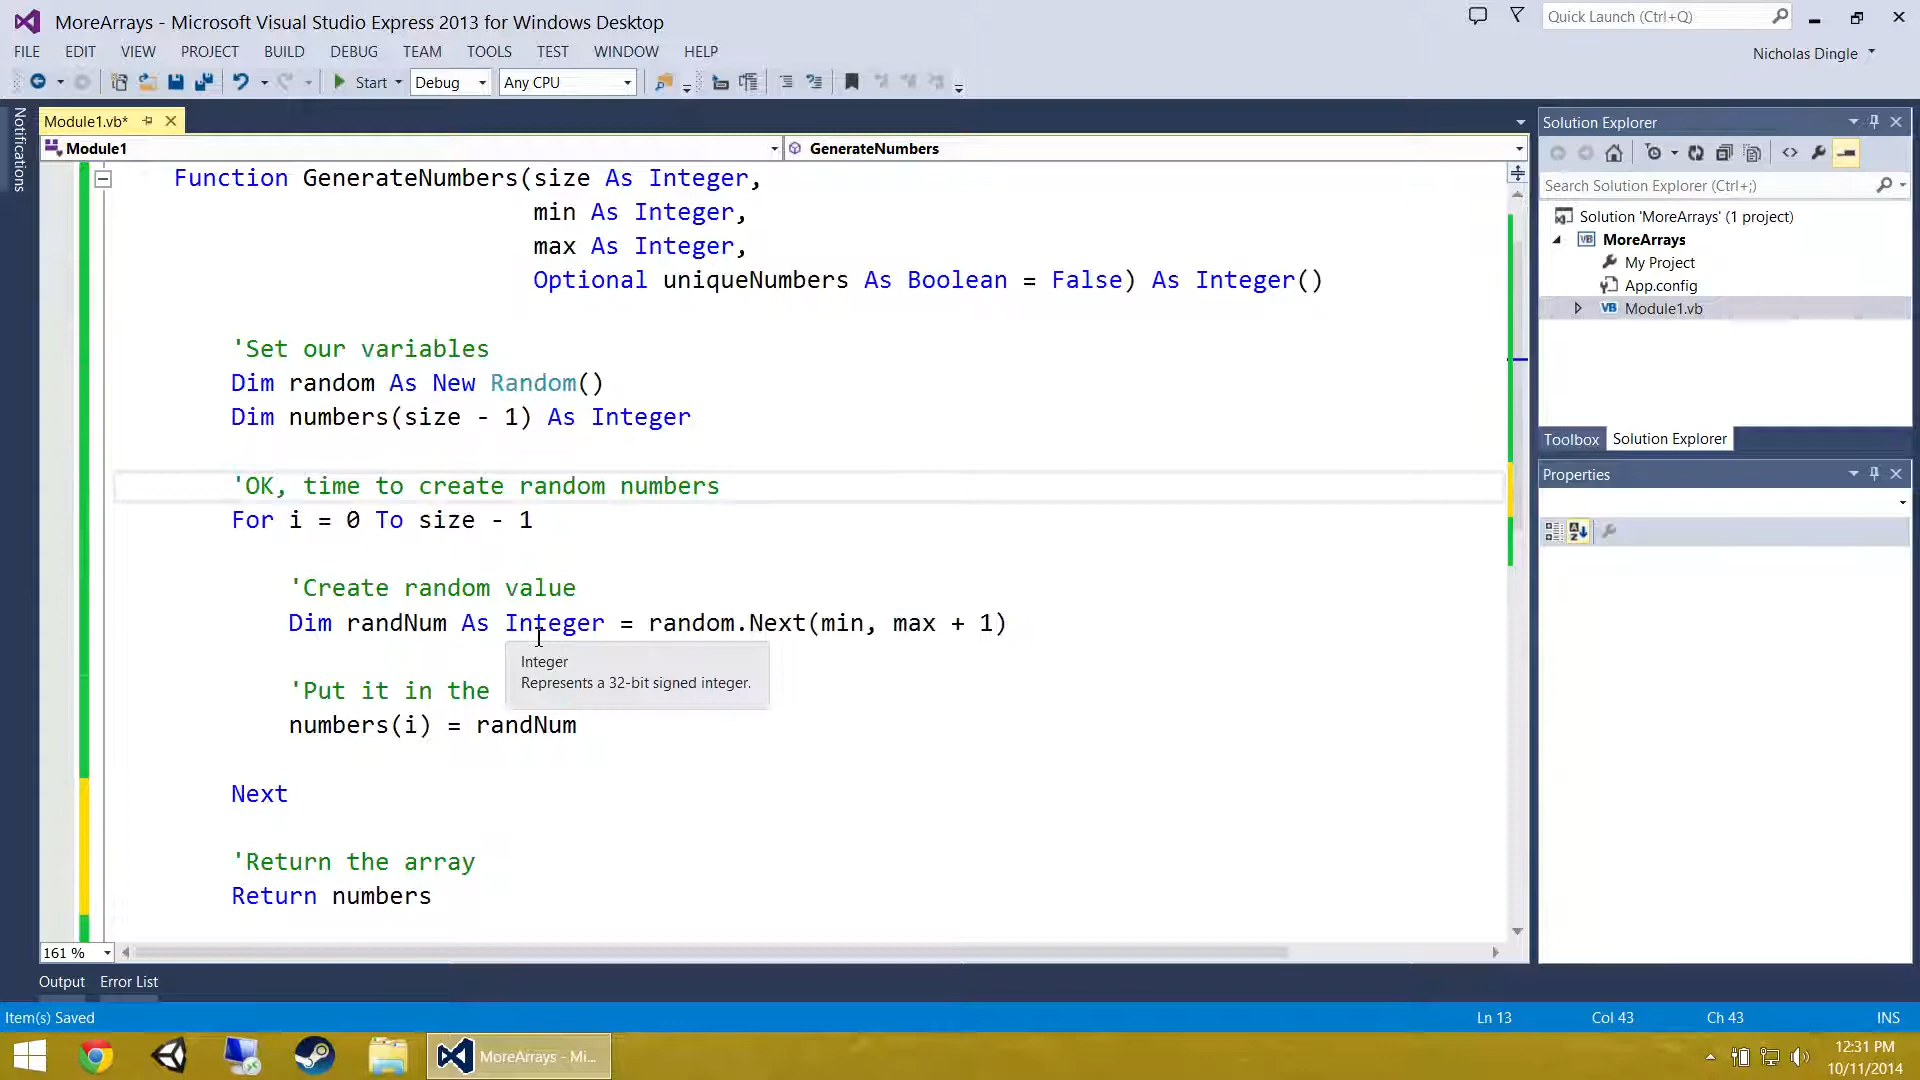 MoreArrays - Microsoft Visual Studio Express 2013 for Windows Desktop
Quick Launch (Ctrl+Q)
FILE EDIT VIEW PROJECT BUILD DEBUG TEAM TOOLS TEST WINDOW HELP
Nicholas Dingle
Start Debug Any CPU
Notifications
Module1.vb*
Module1
GenerateNumbers
Function GenerateNumbers(size As Integer,
min As Integer,
max As Integer,
Optional uniqueNumbers As Boolean = False) As Integer()
'Set our variables
Dim random As New Random()
Dim numbers(size - 1) As Integer
'OK, time to create random numbers
For i = 0 To size - 1
'Create random value
Dim randNum As Integer = random.Next(min, max + 1)
Integer
Represents a 32-bit signed integer.
'Put it in the
numbers(i) = randNum
Next
'Return the array
Return numbers
161 %
Solution Explorer
Search Solution Explorer (Ctrl+;)
Solution 'MoreArrays' (1 project)
VB MoreArrays
My Project
App.config
VB Module1.vb
Toolbox Solution Explorer
Properties
Output Error List
Item(s) Saved
Ln 13 Col 43 Ch 43 INS
MoreArrays - Mi...
12:31 PM
10/11/2014